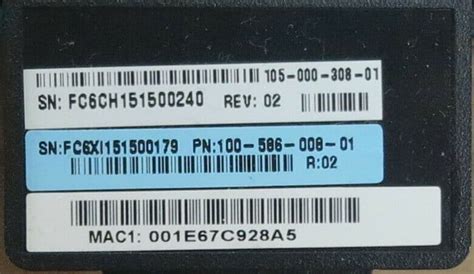 105-000-308-01
SN: FC6CH151500240 REV: 02
SN:FC6XI151500179 PN:100-586-008-01
R:02
MAC1: 001E67C928A5